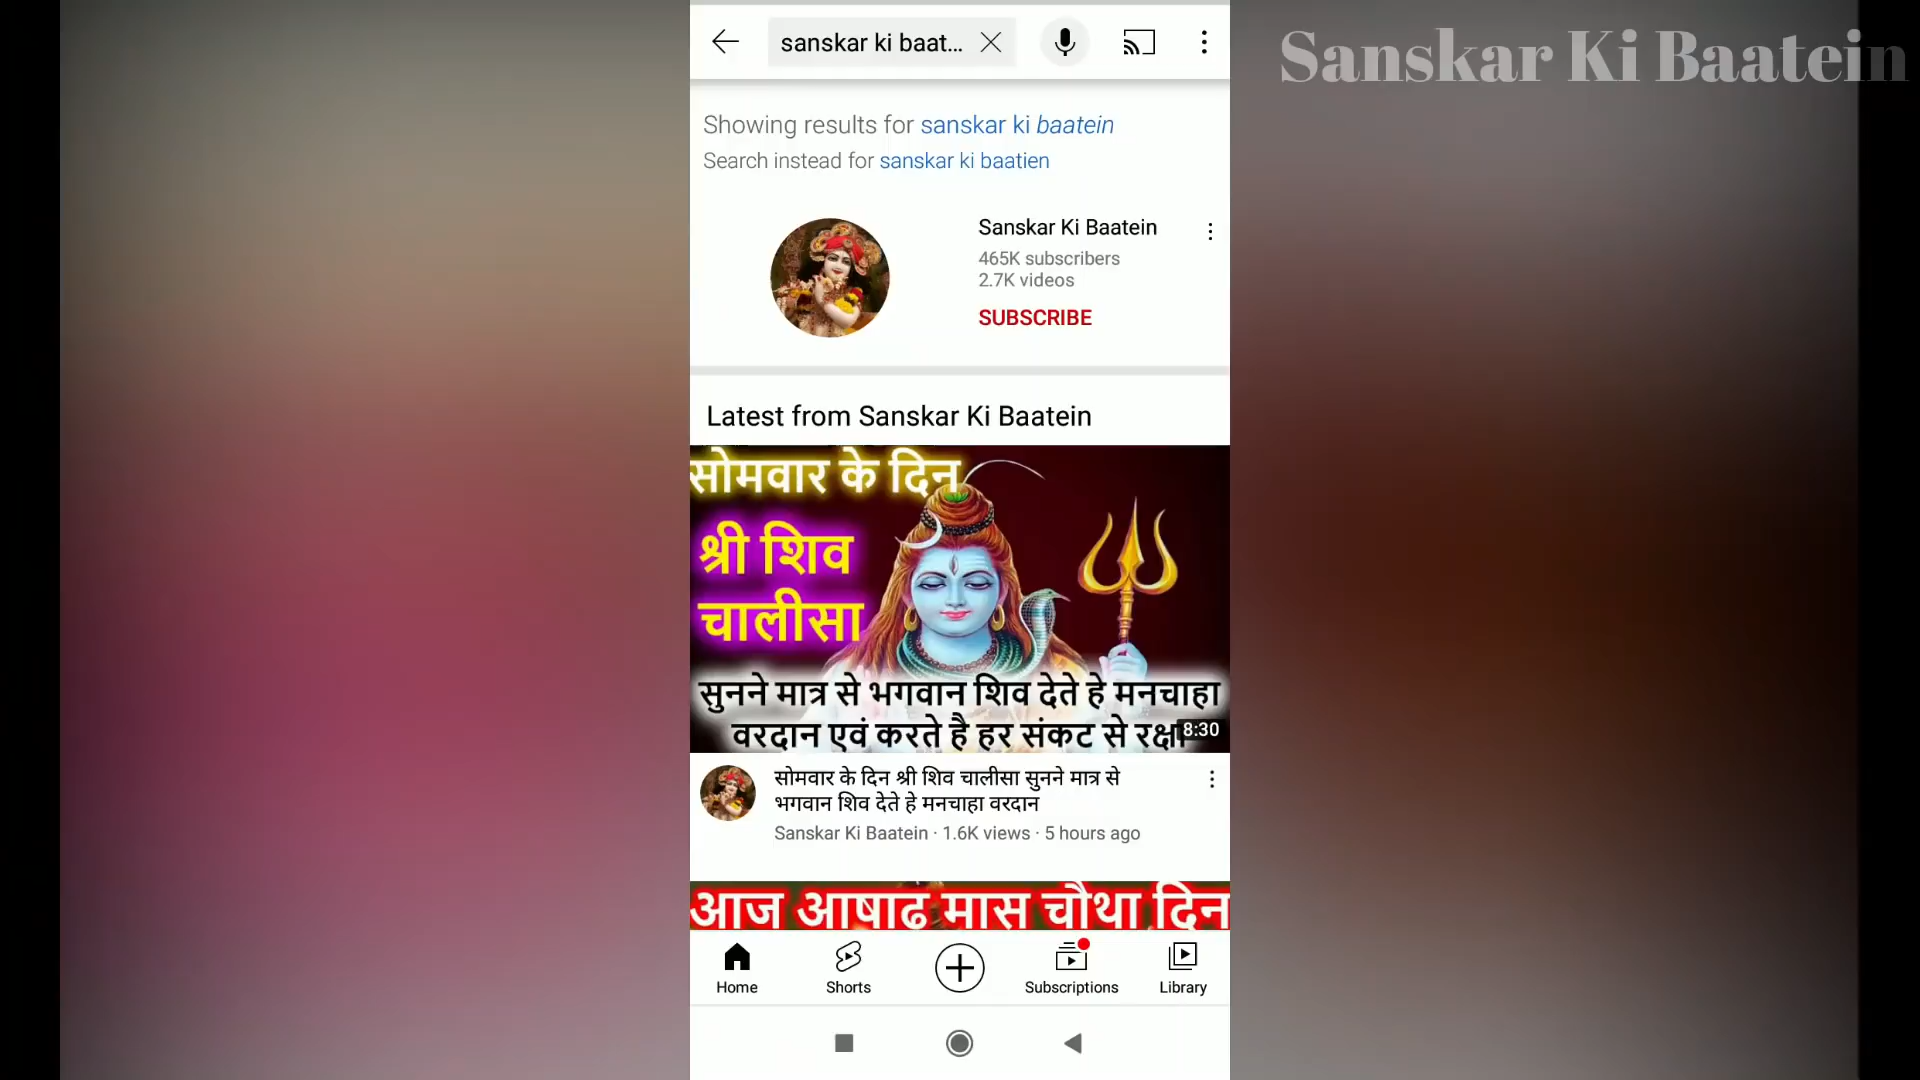 Sanskar Ki Baatein
sanskar ki baat...
Showing results for sanskar ki baatein
Search instead for sanskar ki baatien
Sanskar Ki Baatein
465K subscribers
2.7K videos
SUBSCRIBE
Latest from Sanskar Ki Baatein
सोमवार के दिन
श्री शिव
चालीसा
सुनने मात्र से भगवान शिव देते हे मनचाहा
वरदान एवं करते है हर संकट से रक्षा
8:30
सोमवार के दिन श्री शिव चालीसा सुनने मात्र से
भगवान शिव देते हे मनचाहा वरदान
Sanskar Ki Baatein · 1.6K views · 5 hours ago
आज आषाढ मास चौथा दिन
Home
Shorts
Subscriptions
Library